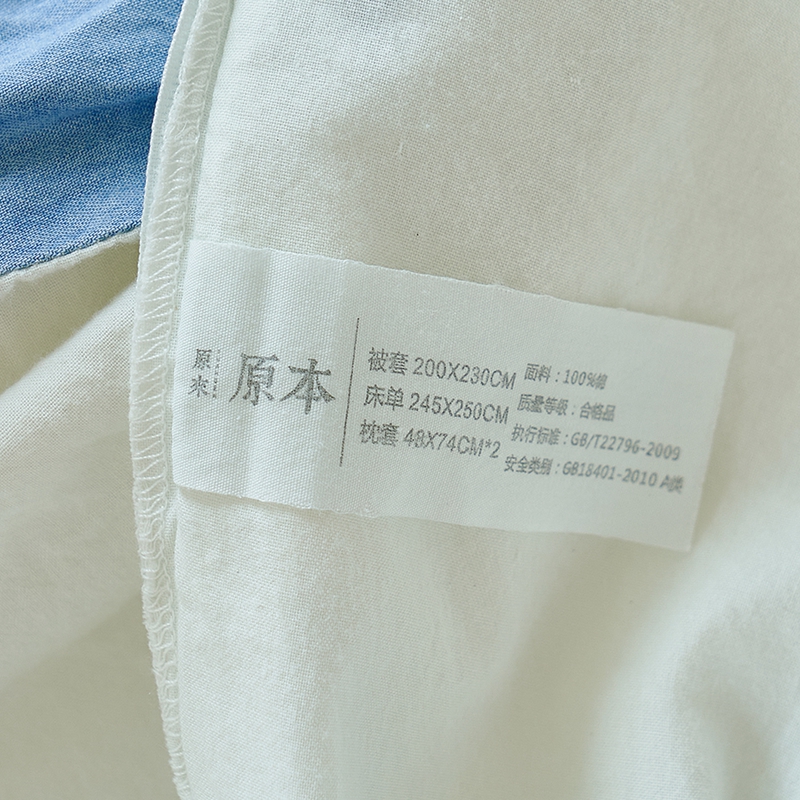 原来
原本
被套 200X230CM
床单 245X250CM
枕套 48X74CM*2
面料：100%棉
质量等级：合格品
执行标准：GB/T22796-2009
安全类别：GB18401-2010 A类